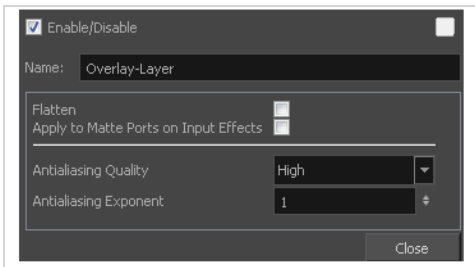 Enable/Disable
Name: Overlay-Layer
Flatten
Apply to Matte Ports on Input Effects
Antialiasing Quality High
Antialiasing Exponent 1
Close